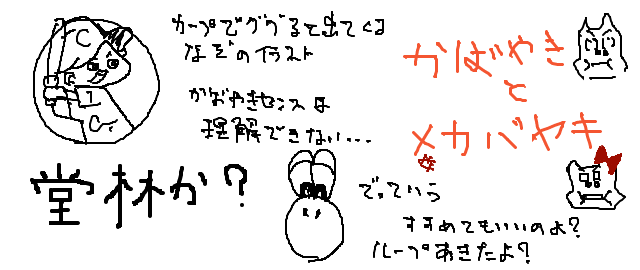 カープでググると出てくる
なぞのイラスト
かばやきセンスは
理解できない...
堂林か?
でっていう
かばやき
と
メカバヤキ
すすめてもいいのよ?
ループあきたよ?
C